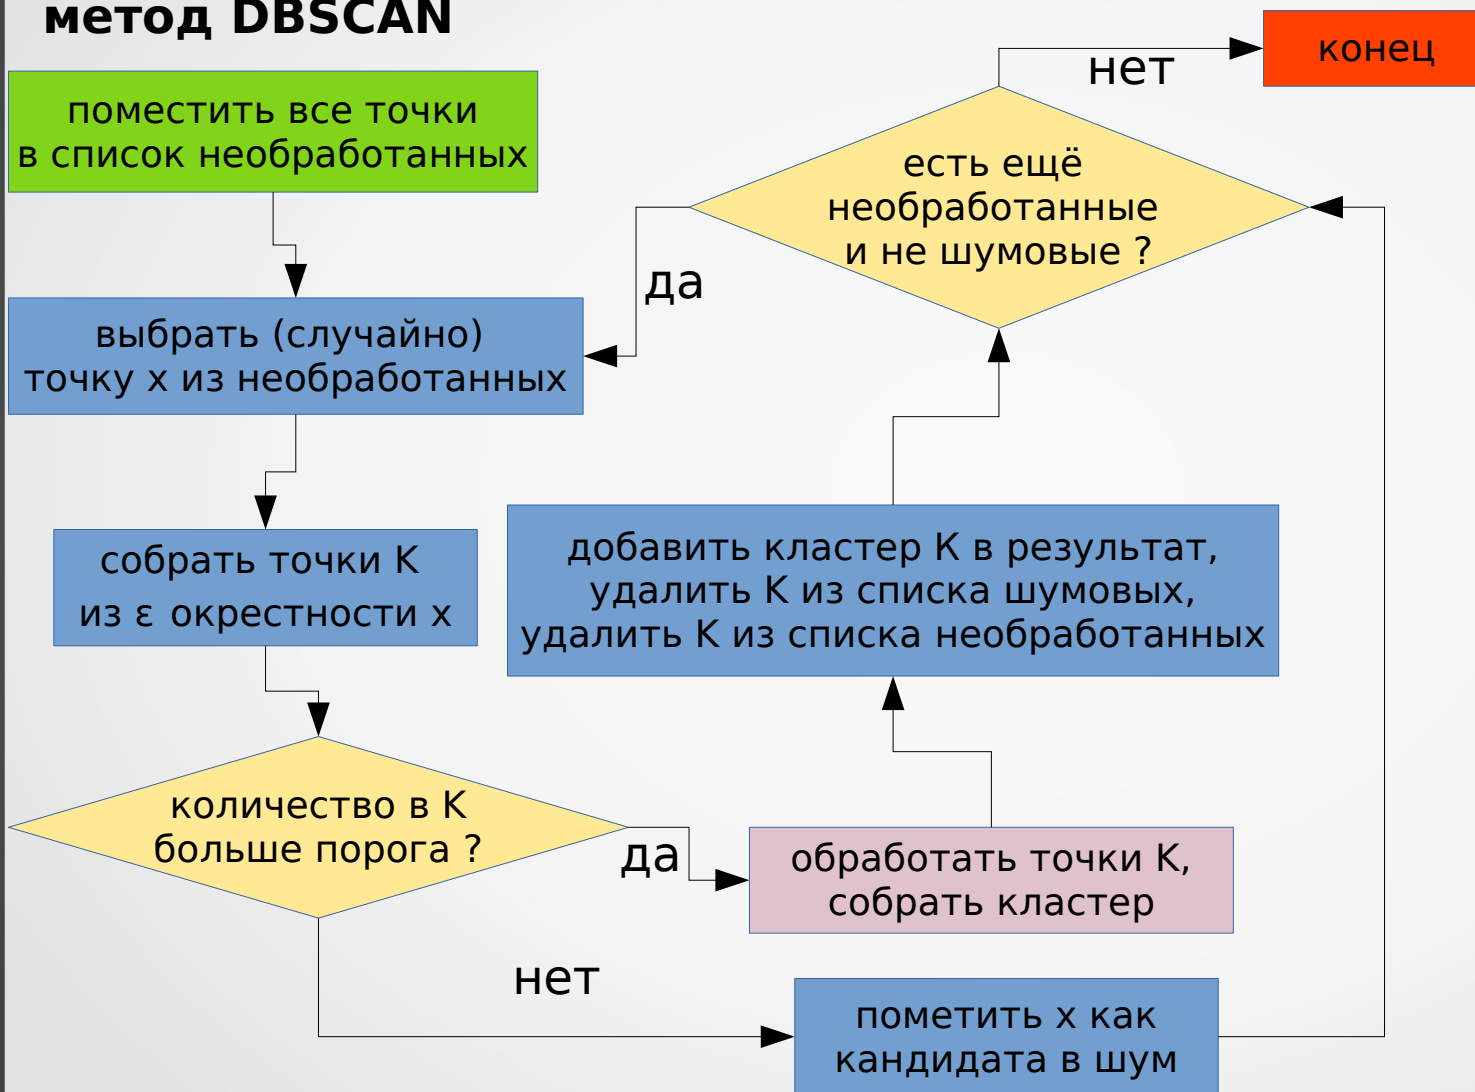 метод DBSCAN
поместить все точки
в список необработанных
выбрать (случайно)
точку x из необработанных
собрать точки K
из ε окрестности x
количество в K
больше порога ?
да
обработать точки K,
собрать кластер
нет
пометить x как
кандидата в шум
добавить кластер К в результат,
удалить K из списка шумовых,
удалить K из списка необработанных
есть ещё
необработанные
и не шумовые ?
да
нет
конец